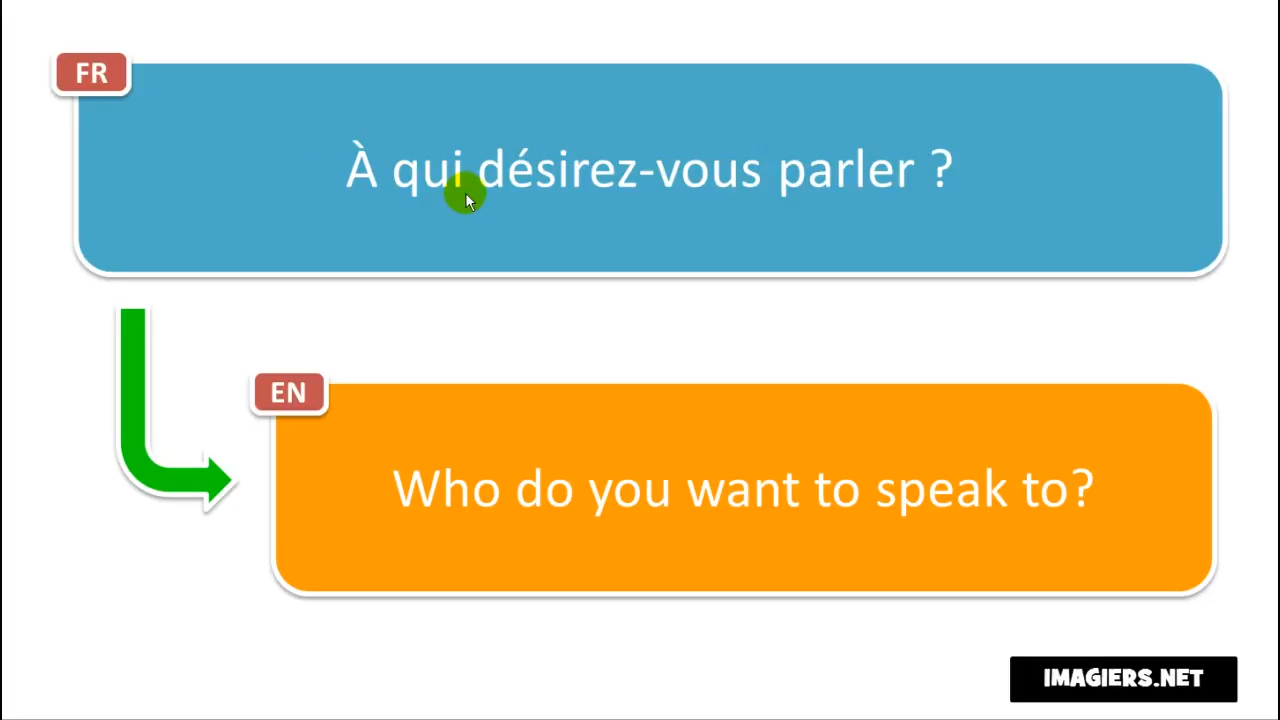 FR
À qui désirez-vous parler ?
EN
Who do you want to speak to?
IMAGIERS.NET